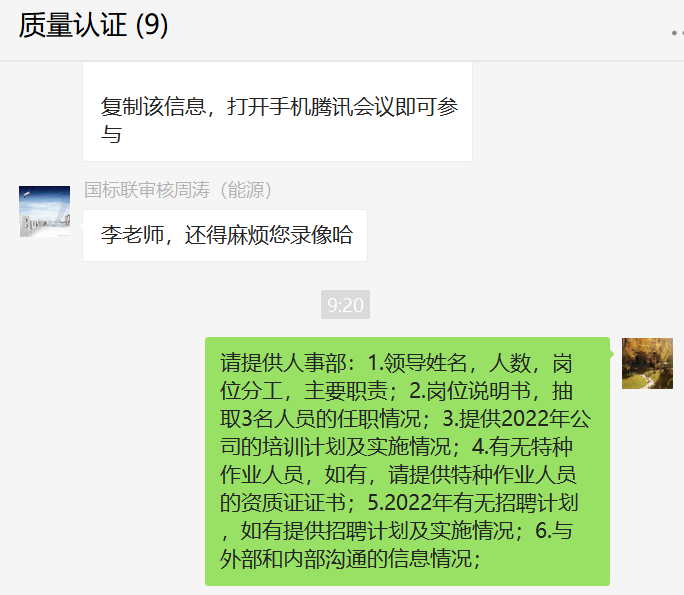 质量认证 (9)
复制该信息，打开手机腾讯会议即可参
与
国标联审核周涛（能源）
李老师，还得麻烦您录像哈
9:20
请提供人事部：1.领导姓名，人数，岗
位分工，主要职责；2.岗位说明书，抽
取3名人员的任职情况；3.提供2022年公
司的培训计划及实施情况；4.有无特种
作业人员，如有，请提供特种作业人员
的资质证证书；5.2022年有无招聘计划
，如有提供招聘计划及实施情况；6.与
外部和内部沟通的信息情况；